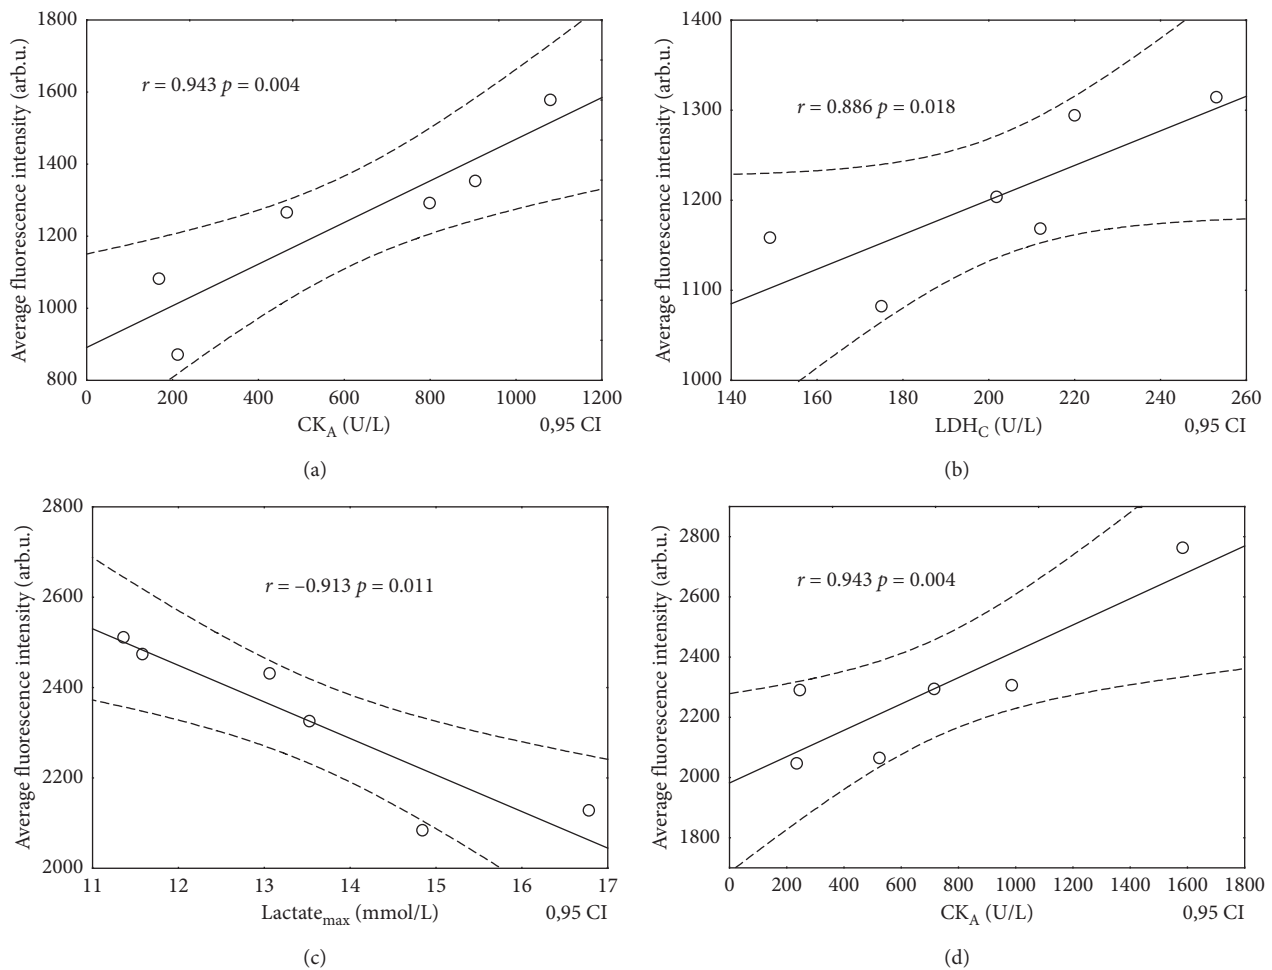 Average fluorescence intensity (arb.u.)
1800
1600
1400
1200
1000
800
r = 0.943 p = 0.004
0 200 400 600 800 1000 1200
CK_A (U/L) 0,95 CI
(a)
Average fluorescence intensity (arb.u.)
1400
1300
1200
1100
1000
r = 0.886 p = 0.018
140 160 180 200 220 240 260
LDH_C (U/L) 0,95 CI
(b)
Average fluorescence intensity (arb.u.)
2800
2600
2400
2200
2000
r = –0.913 p = 0.011
11 12 13 14 15 16 17
Lactate_max (mmol/L) 0,95 CI
(c)
Average fluorescence intensity (arb.u.)
2800
2600
2400
2200
2000
1800
r = 0.943 p = 0.004
0 200 400 600 800 1000 1200 1400 1600 1800
CK_A (U/L) 0,95 CI
(d)